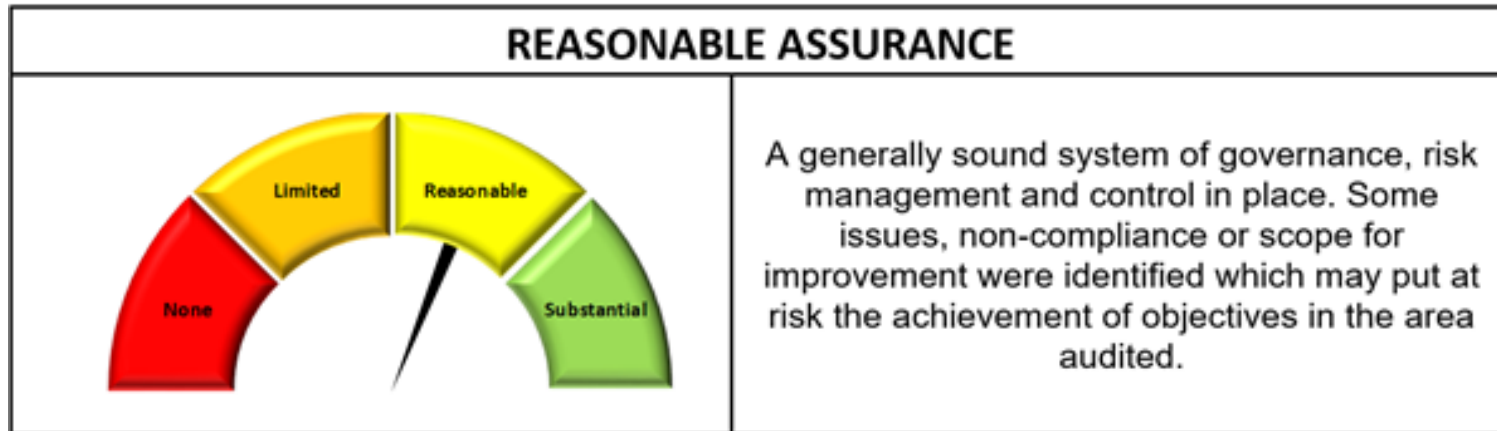 REASONABLE ASSURANCE
Limited
Reasonable
None
Substantial
A generally sound system of governance, risk
management and control in place. Some
issues, non-compliance or scope for
improvement were identified which may put at
risk the achievement of objectives in the area
audited.